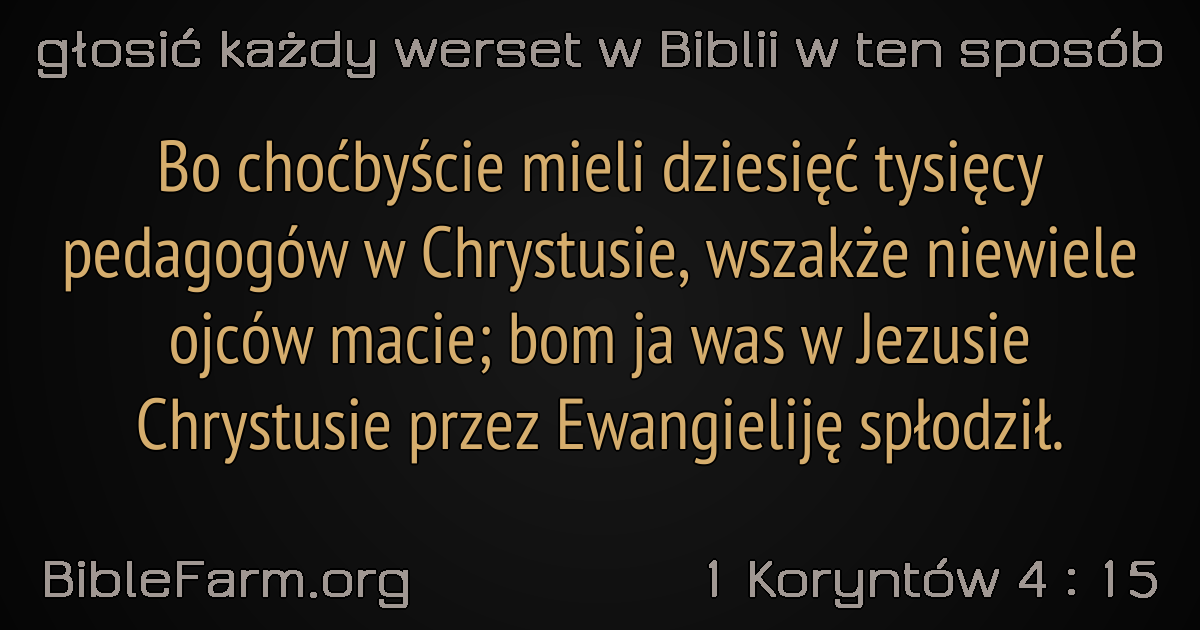 głosić każdy werset w Biblii w ten sposób
Bo choćbyście mieli dziesięć tysięcy
pedagogów w Chrystusie, wszakże niewiele
ojców macie; bom ja was w Jezusie
Chrystusie przez Ewangieliję spłodził.
BibleFarm.org
1 Koryntów 4 : 15